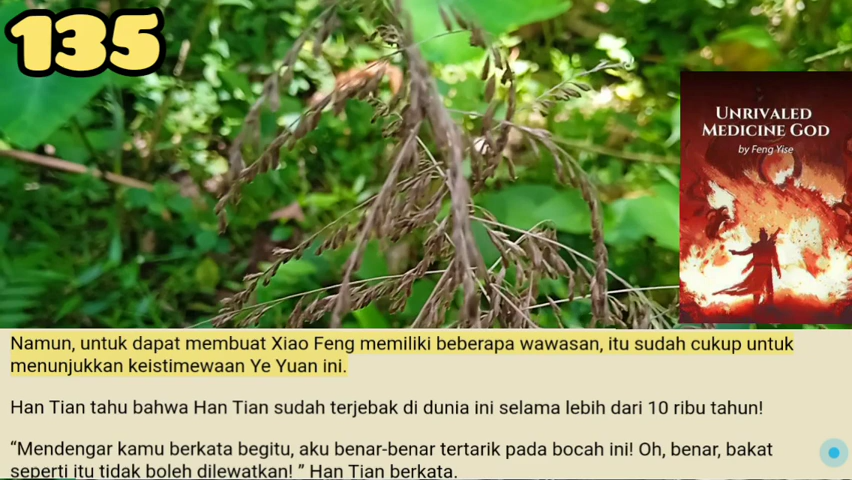 135
UNRIVALED
MEDICINE GOD
by Feng Yise
Namun, untuk dapat membuat Xiao Feng memiliki beberapa wawasan, itu sudah cukup untuk
menunjukkan keistimewaan Ye Yuan ini.
Han Tian tahu bahwa Han Tian sudah terjebak di dunia ini selama lebih dari 10 ribu tahun!
“Mendengar kamu berkata begitu, aku benar-benar tertarik pada bocah ini! Oh, benar, bakat
seperti itu tidak boleh dilewatkan! ” Han Tian berkata.